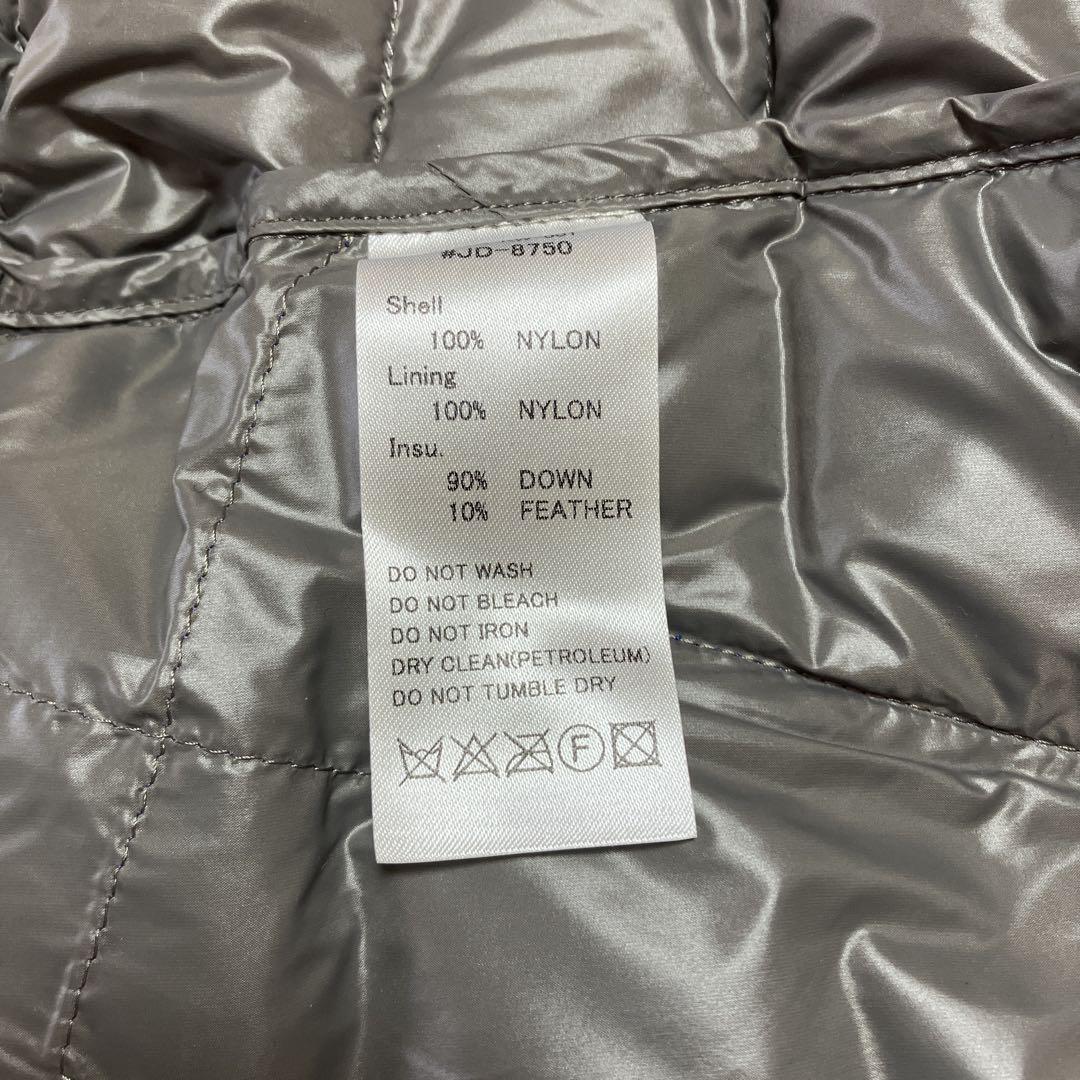 #JD-8750
Shell
100% NYLON
Lining
100% NYLON
Insu.
90% DOWN
10% FEATHER
DO NOT WASH
DO NOT BLEACH
DO NOT IRON
DRY CLEAN(PETROLEUM)
DO NOT TUMBLE DRY
F